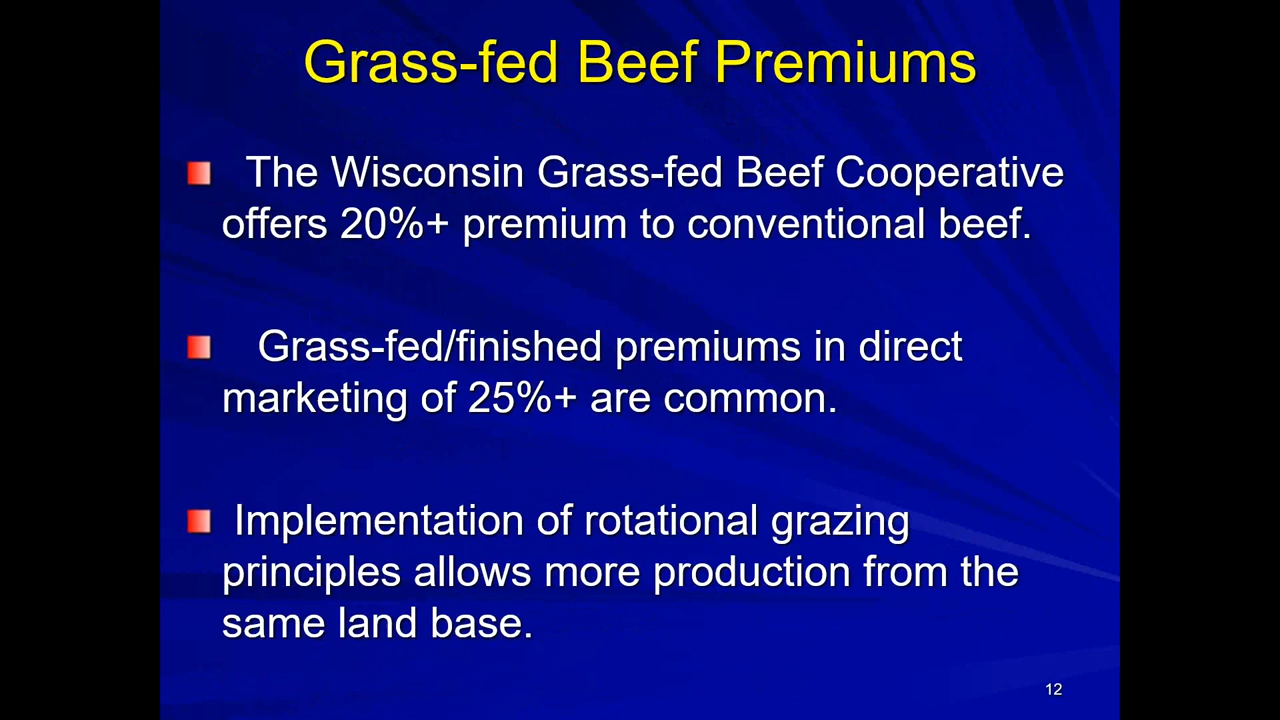 Grass-fed Beef Premiums
The Wisconsin Grass-fed Beef Cooperative
offers 20%+ premium to conventional beef.
Grass-fed/finished premiums in direct
marketing of 25%+ are common.
Implementation of rotational grazing
principles allows more production from the
same land base.
12